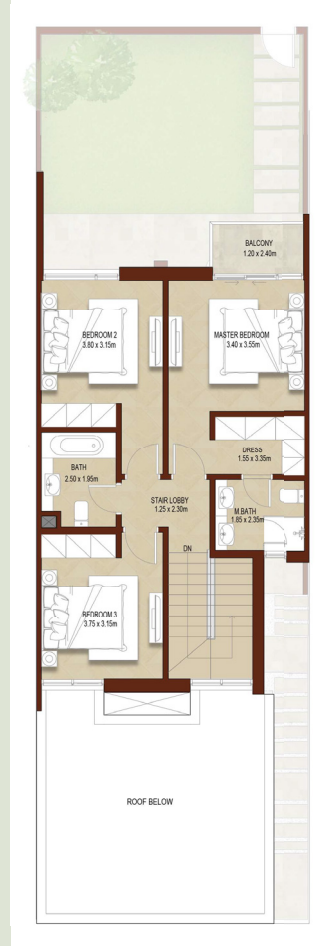 BALCONY
1.20 x 2.40m
BEDROOM 2
3.80 x 3.15m
MASTER BEDROOM
3.40 x 3.55m
DRESS
1.55 x 3.35m
BATH
2.50 x 1.95m
STAIR LOBBY
1.25 x 2.30m
M.BATH
1.85 x 2.35m
DN
BEDROOM 3
3.75 x 3.15m
ROOF BELOW